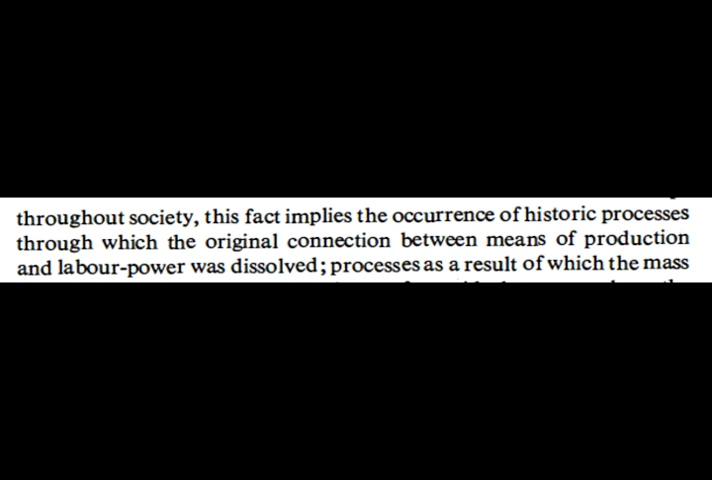 throughout society, this fact implies the occurrence of historic processes
through which the original connection between means of production
and labour-power was dissolved; processes as a result of which the mass